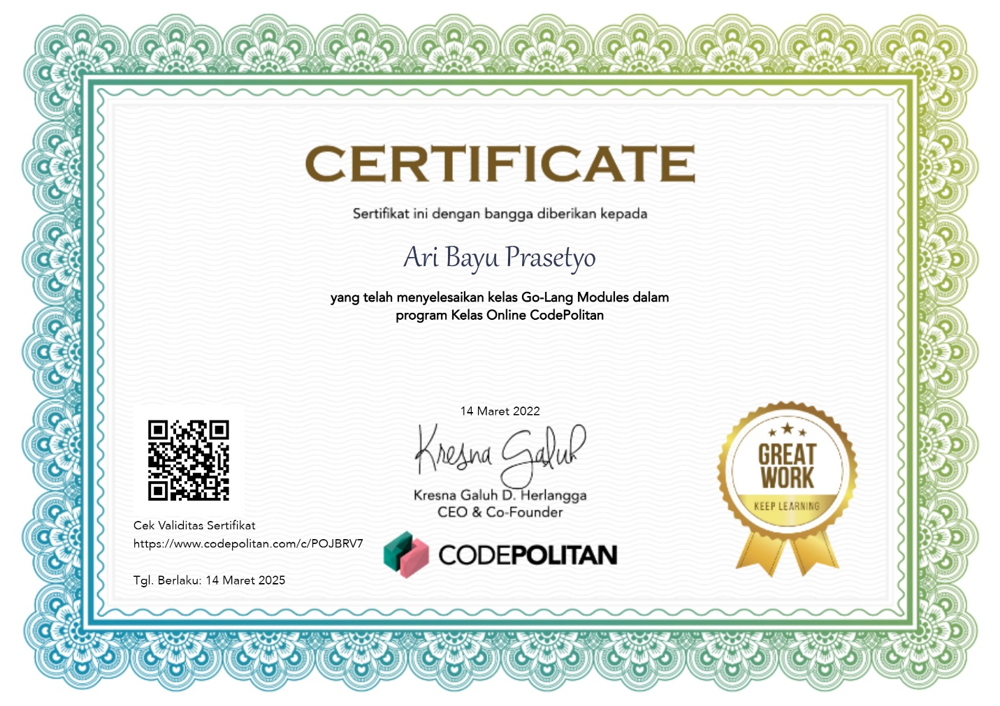 CERTIFICATE
Sertifikat ini dengan bangga diberikan kepada
Ari Bayu Prasetyo
yang telah menyelesaikan kelas Go-Lang Modules dalam
program Kelas Online CodePolitan
14 Maret 2022
Kresna Galuh
Kresna Galuh D. Herlangga
CEO & Co-Founder
CODEPOLITAN
Cek Validitas Sertifikat
https://www.codepolitan.com/c/POJBRV7
Tgl. Berlaku: 14 Maret 2025
GREAT
WORK
KEEP LEARNING